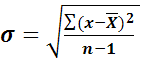 σ = √(Σ(x−X̅)² / n−1)